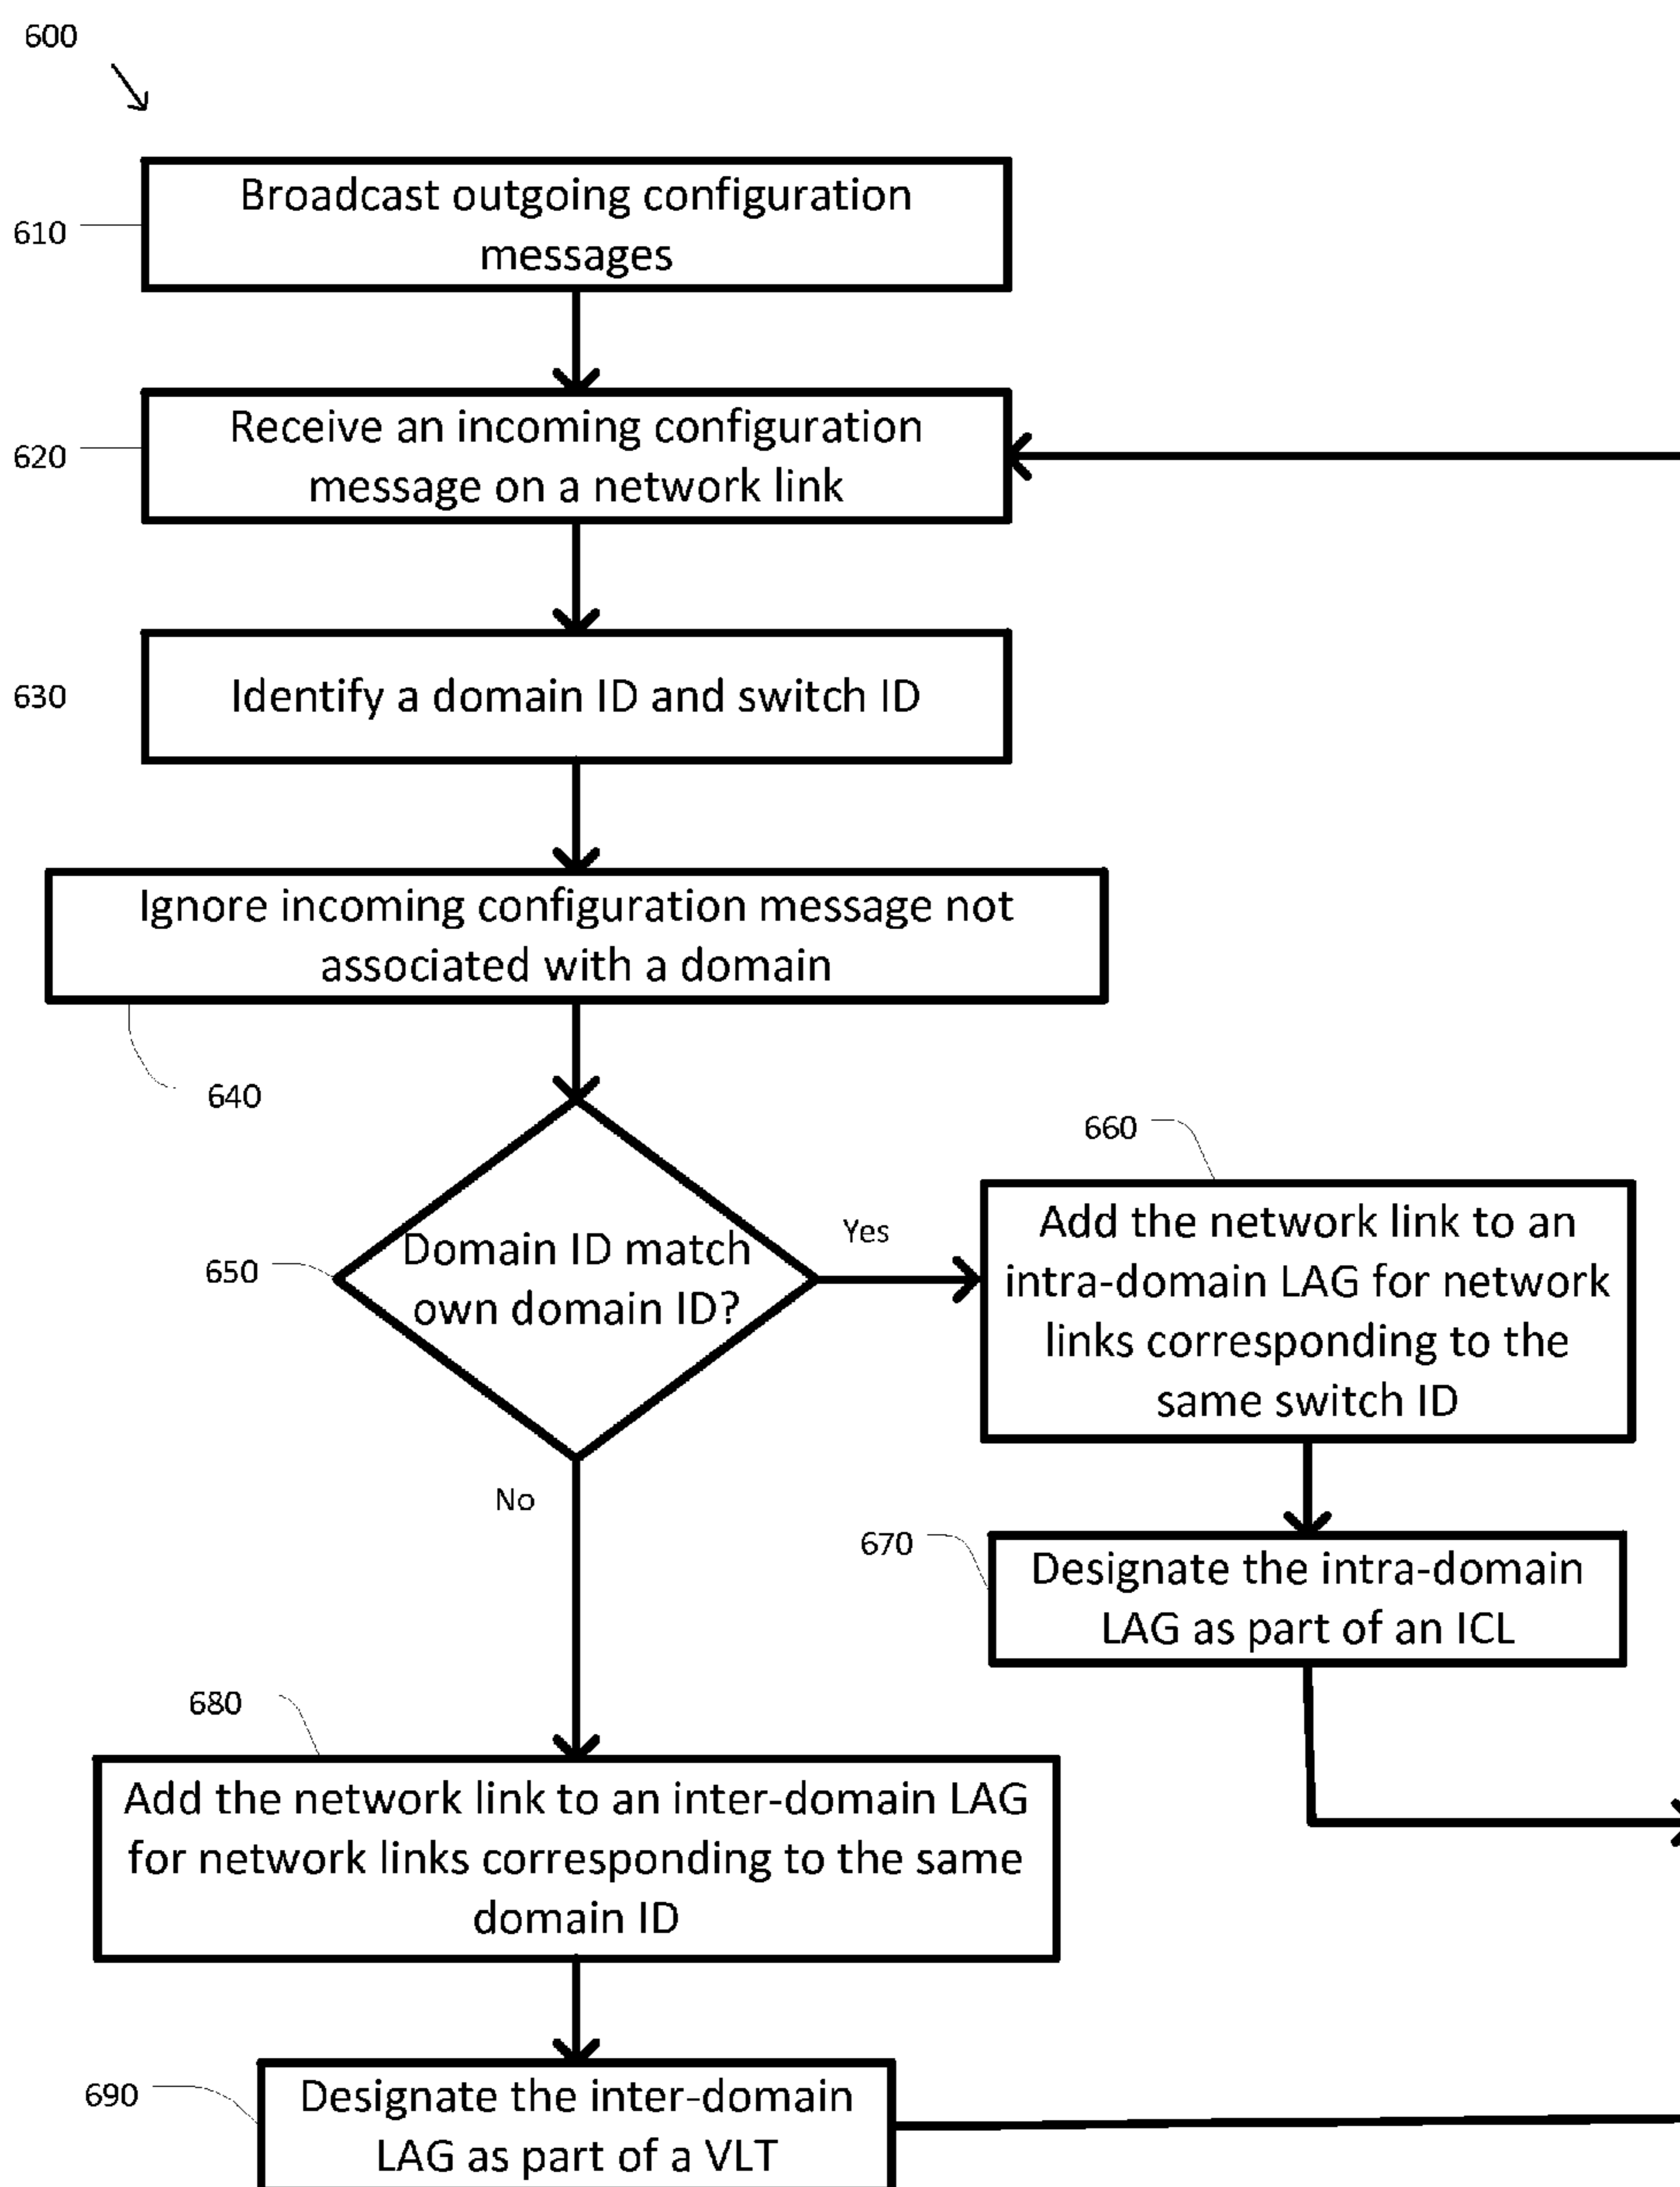 600
610
Broadcast outgoing configuration
messages
620
Receive an incoming configuration
message on a network link
630
Identify a domain ID and switch ID
Ignore incoming configuration message not
associated with a domain
640
650
Domain ID match
own domain ID?
Yes
660
Add the network link to an
intra-domain LAG for network
links corresponding to the
same switch ID
No
670
Designate the intra-domain
LAG as part of an ICL
680
Add the network link to an inter-domain LAG
for network links corresponding to the same
domain ID
690
Designate the inter-domain
LAG as part of a VLT